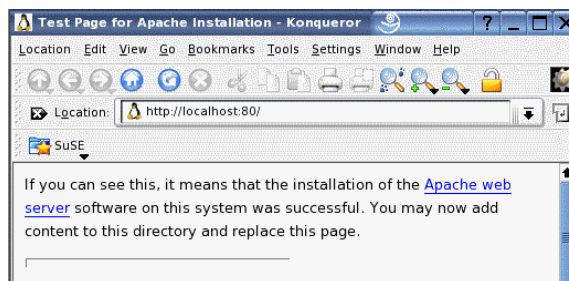 Test Page for Apache Installation - Konqueror
Location Edit View Go Bookmarks Tools Settings Window Help
Location: http://localhost:80/
SuSE
If you can see this, it means that the installation of the Apache web
server software on this system was successful. You may now add
content to this directory and replace this page.